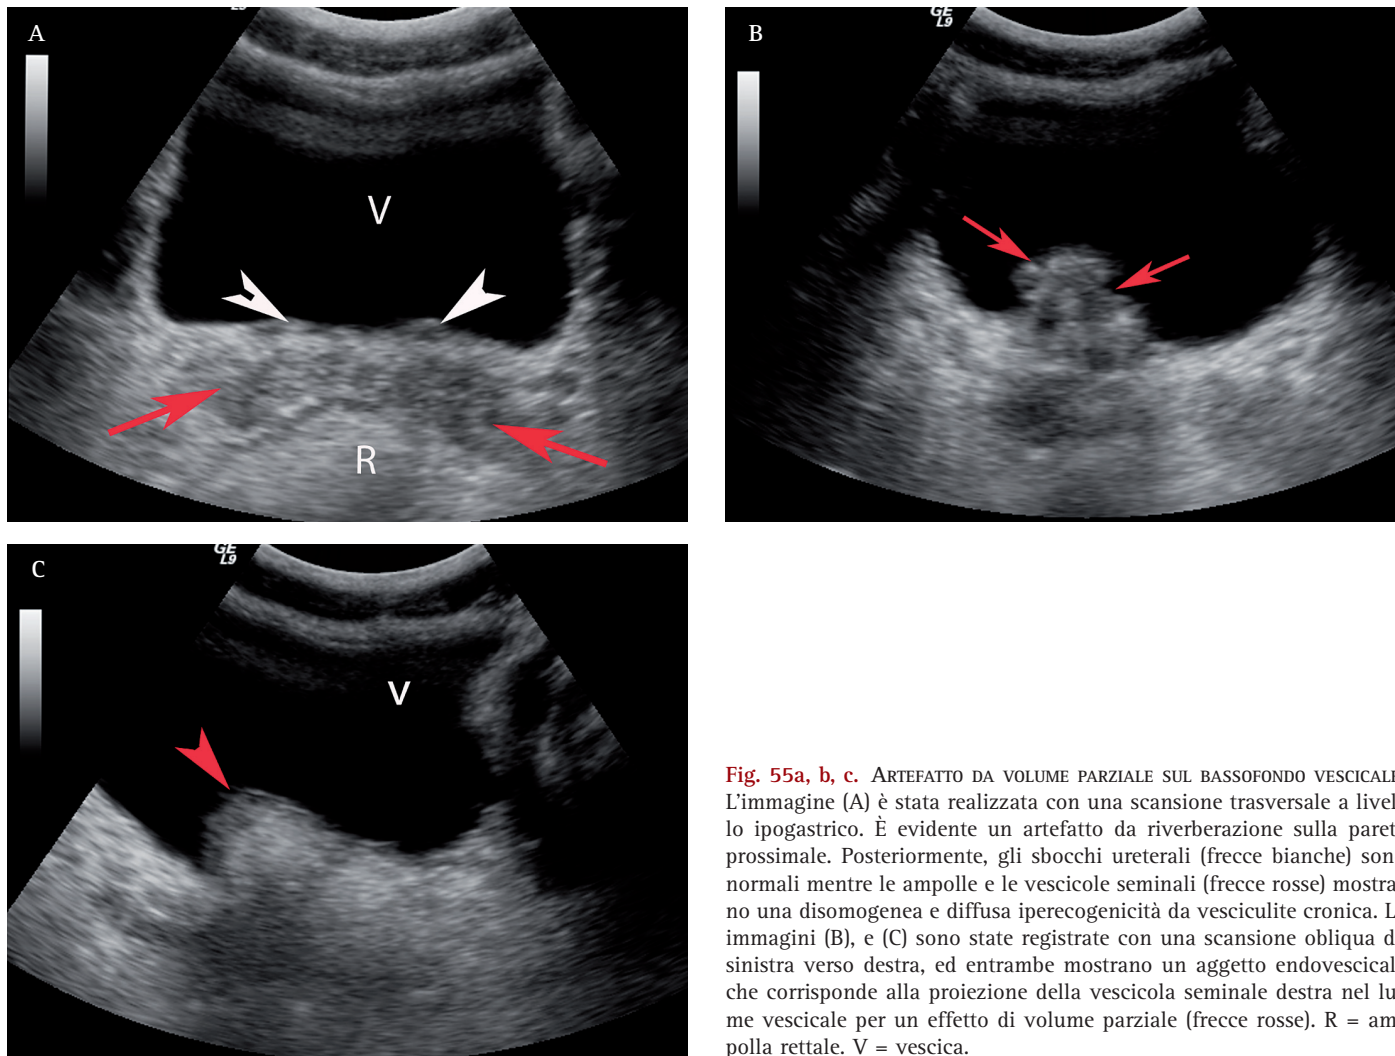 A
V
R
B
GE
L9
C
GE
L9
V
Fig. 55a, b, c. ARTEFATTO DA VOLUME PARZIALE SUL BASSOFONDO VESCICALE
L'immagine (A) è stata realizzata con una scansione trasversale a livel
lo ipogastrico. È evidente un artefatto da riverberazione sulla paret
prossimale. Posteriormente, gli sbocchi ureterali (frecce bianche) son
normali mentre le ampolle e le vescicole seminali (frecce rosse) mostra
no una disomogenea e diffusa iperecogenicità da vesciculite cronica. L
immagini (B), e (C) sono state registrate con una scansione obliqua d
sinistra verso destra, ed entrambe mostrano un aggetto endovescical
che corrisponde alla proiezione della vescicola seminale destra nel lu
me vescicale per un effetto di volume parziale (frecce rosse). R = am
polla rettale. V = vescica.